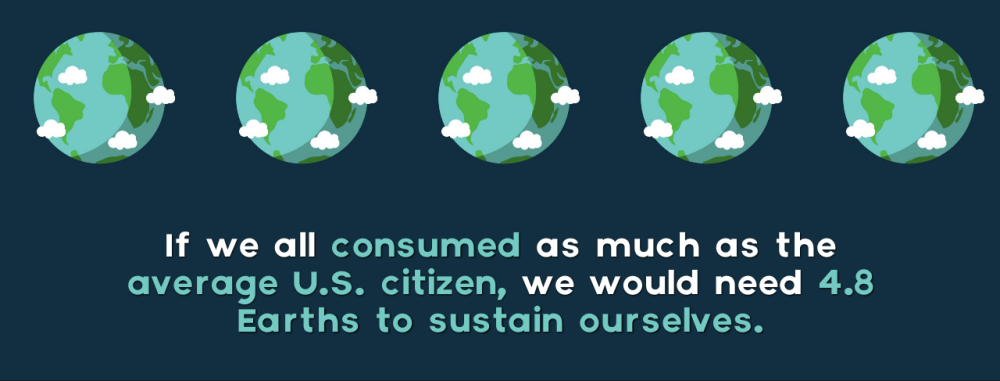 If we all consumed as much as the
average U.S. citizen, we would need 4.8
Earths to sustain ourselves.